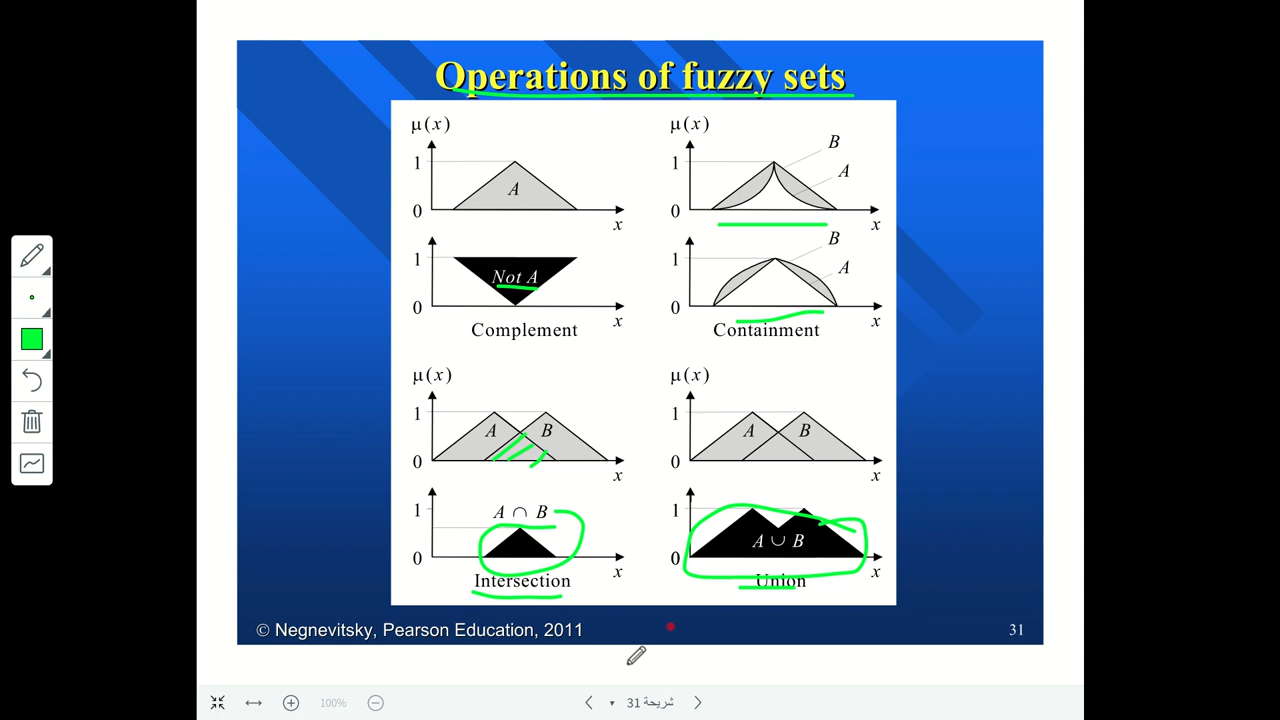 Operations of fuzzy sets
μ(x)
1
A
0
x
1
Not A
0
x
Complement
μ(x)
B
1
A
0
x
B
1
A
0
x
Containment
μ(x)
1
A
B
0
x
A ∩ B
1
0
x
Intersection
μ(x)
1
A
B
0
x
1
A ∪ B
0
x
Union
© Negnevitsky, Pearson Education, 2011
31
100%
شريحة 31